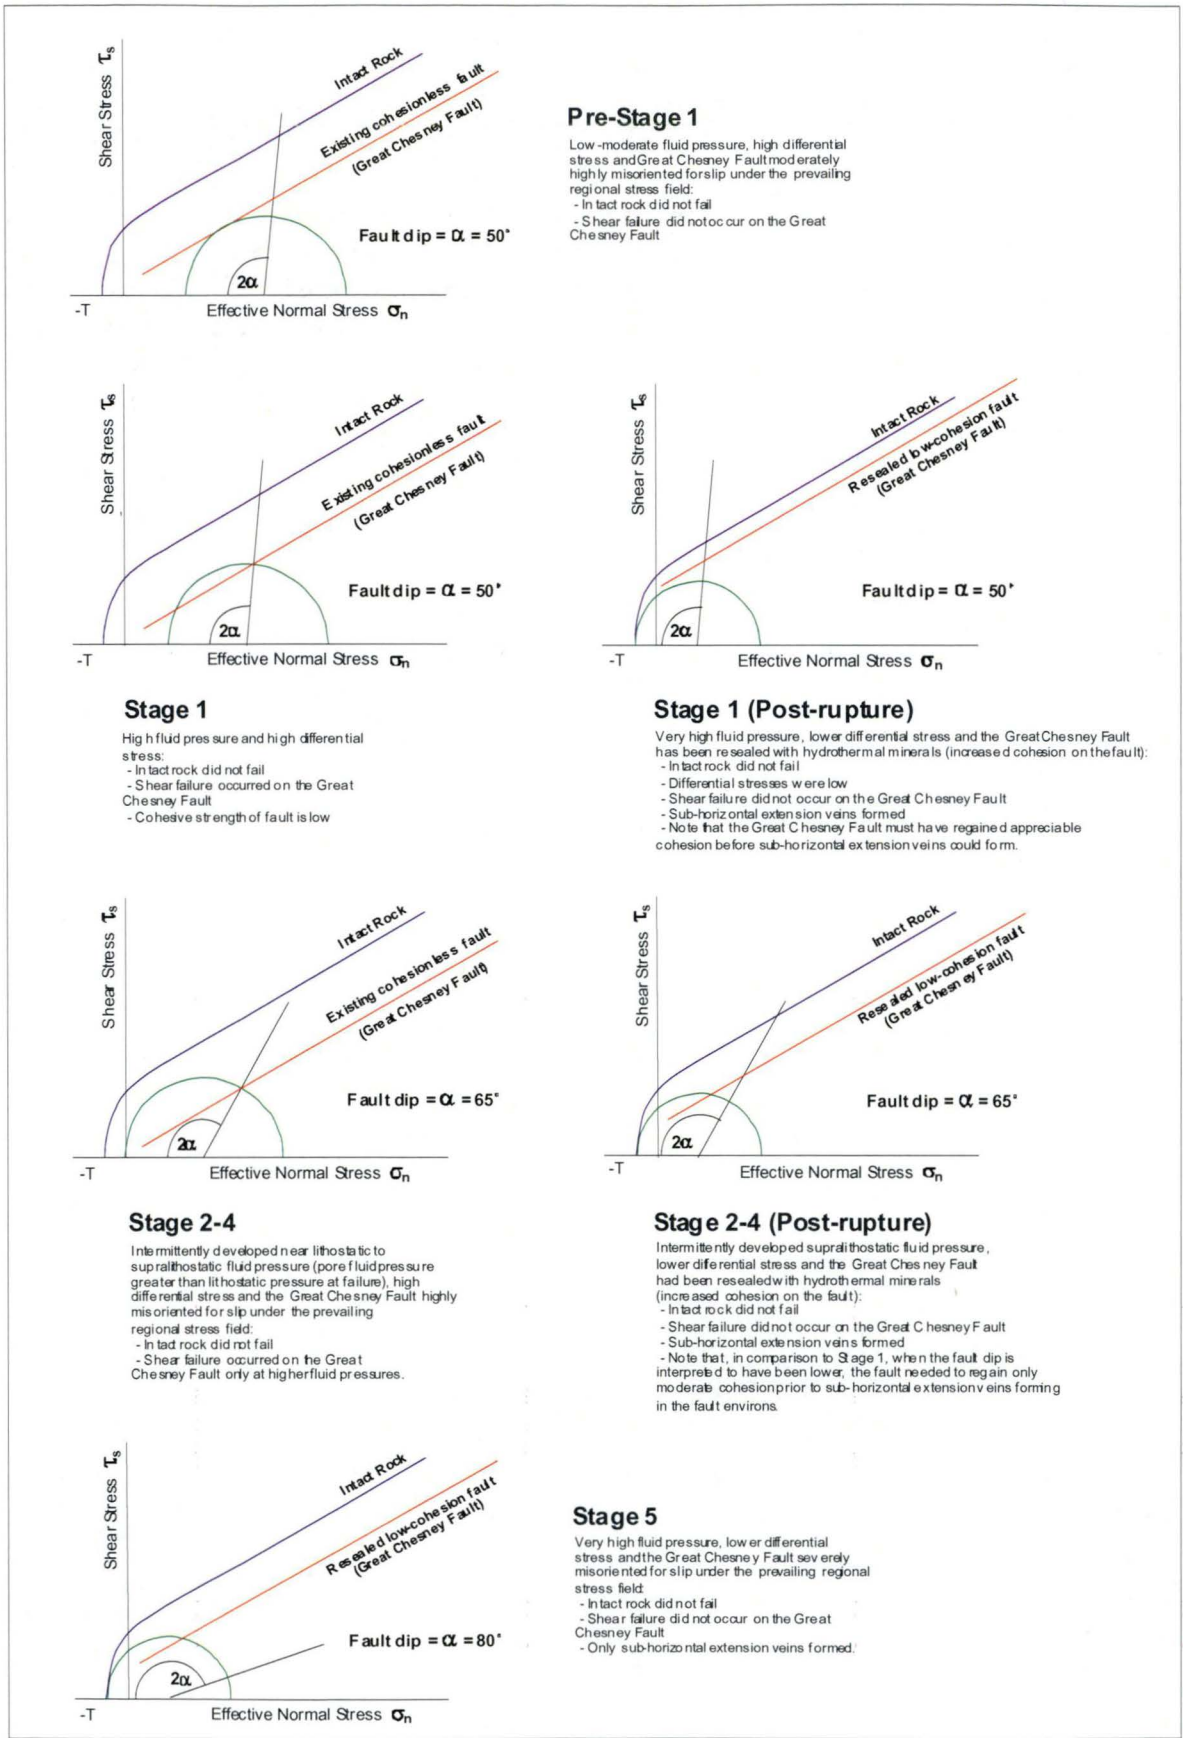 Shear Stress τs
Intact Rock
Existing cohesionless fault
(Great Chesney Fault)
Fault dip = α = 50°
2α
-T
Effective Normal Stress σn
Pre-Stage 1
Low-moderate fluid pressure, high differential
stress and Great Chesney Fault moderately
highly misoriented for slip under the prevailing
regional stress field:
- Intact rock did not fail
- Shear failure did not occur on the Great
Chesney Fault
Shear Stress τs
Intact Rock
Existing cohesionless fault
(Great Chesney Fault)
Fault dip = α = 50°
2α
-T
Effective Normal Stress σn
Stage 1
High fluid pressure and high differential
stress:
- Intact rock did not fail
- Shear failure occurred on the Great
Chesney Fault
- Cohesive strength of fault is low
Shear Stress τs
Intact Rock
Resealed low-cohesion fault
(Great Chesney Fault)
Fault dip = α = 50°
2α
-T
Effective Normal Stress σn
Stage 1 (Post-rupture)
Very high fluid pressure, lower differential stress and the Great Chesney Fault
has been resealed with hydrothermal minerals (increased cohesion on the fault):
- Intact rock did not fail
- Differential stresses were low
- Shear failure did not occur on the Great Chesney Fault
- Sub-horizontal extension veins formed
- Note that the Great Chesney Fault must have regained appreciable
cohesion before sub-horizontal extension veins could form.
Shear Stress τs
Intact Rock
Existing cohesionless fault
(Great Chesney Fault)
Fault dip = α = 65°
2α
-T
Effective Normal Stress σn
Stage 2-4
Intermittently developed near lithostatic to
supralithostatic fluid pressure (pore fluid pressure
greater than lithostatic pressure at failure), high
differential stress and the Great Chesney Fault highly
misoriented for slip under the prevailing
regional stress field:
- Intact rock did not fail
- Shear failure occurred on the Great
Chesney Fault only at higher fluid pressures.
Shear Stress τs
Intact Rock
Resealed low-cohesion fault
(Great Chesney Fault)
Fault dip = α = 65°
2α
-T
Effective Normal Stress σn
Stage 2-4 (Post-rupture)
Intermittently developed supralithostatic fluid pressure,
lower differential stress and the Great Chesney Fault
had been resealed with hydrothermal minerals
(increased cohesion on the fault):
- Intact rock did not fail
- Shear failure did not occur on the Great Chesney Fault
- Sub-horizontal extension veins formed
- Note that, in comparison to Stage 1, when the fault dip is
interpreted to have been lower, the fault needed to regain only
moderate cohesion prior to sub-horizontal extension veins forming
in the fault environs.
Shear Stress τs
Intact Rock
Resealed low-cohesion fault
(Great Chesney Fault)
Fault dip = α = 80°
2α
-T
Effective Normal Stress σn
Stage 5
Very high fluid pressure, lower differential
stress and the Great Chesney Fault severely
misoriented for slip under the prevailing regional
stress field:
- Intact rock did not fail
- Shear failure did not occur on the Great
Chesney Fault
- Only sub-horizontal extension veins formed.